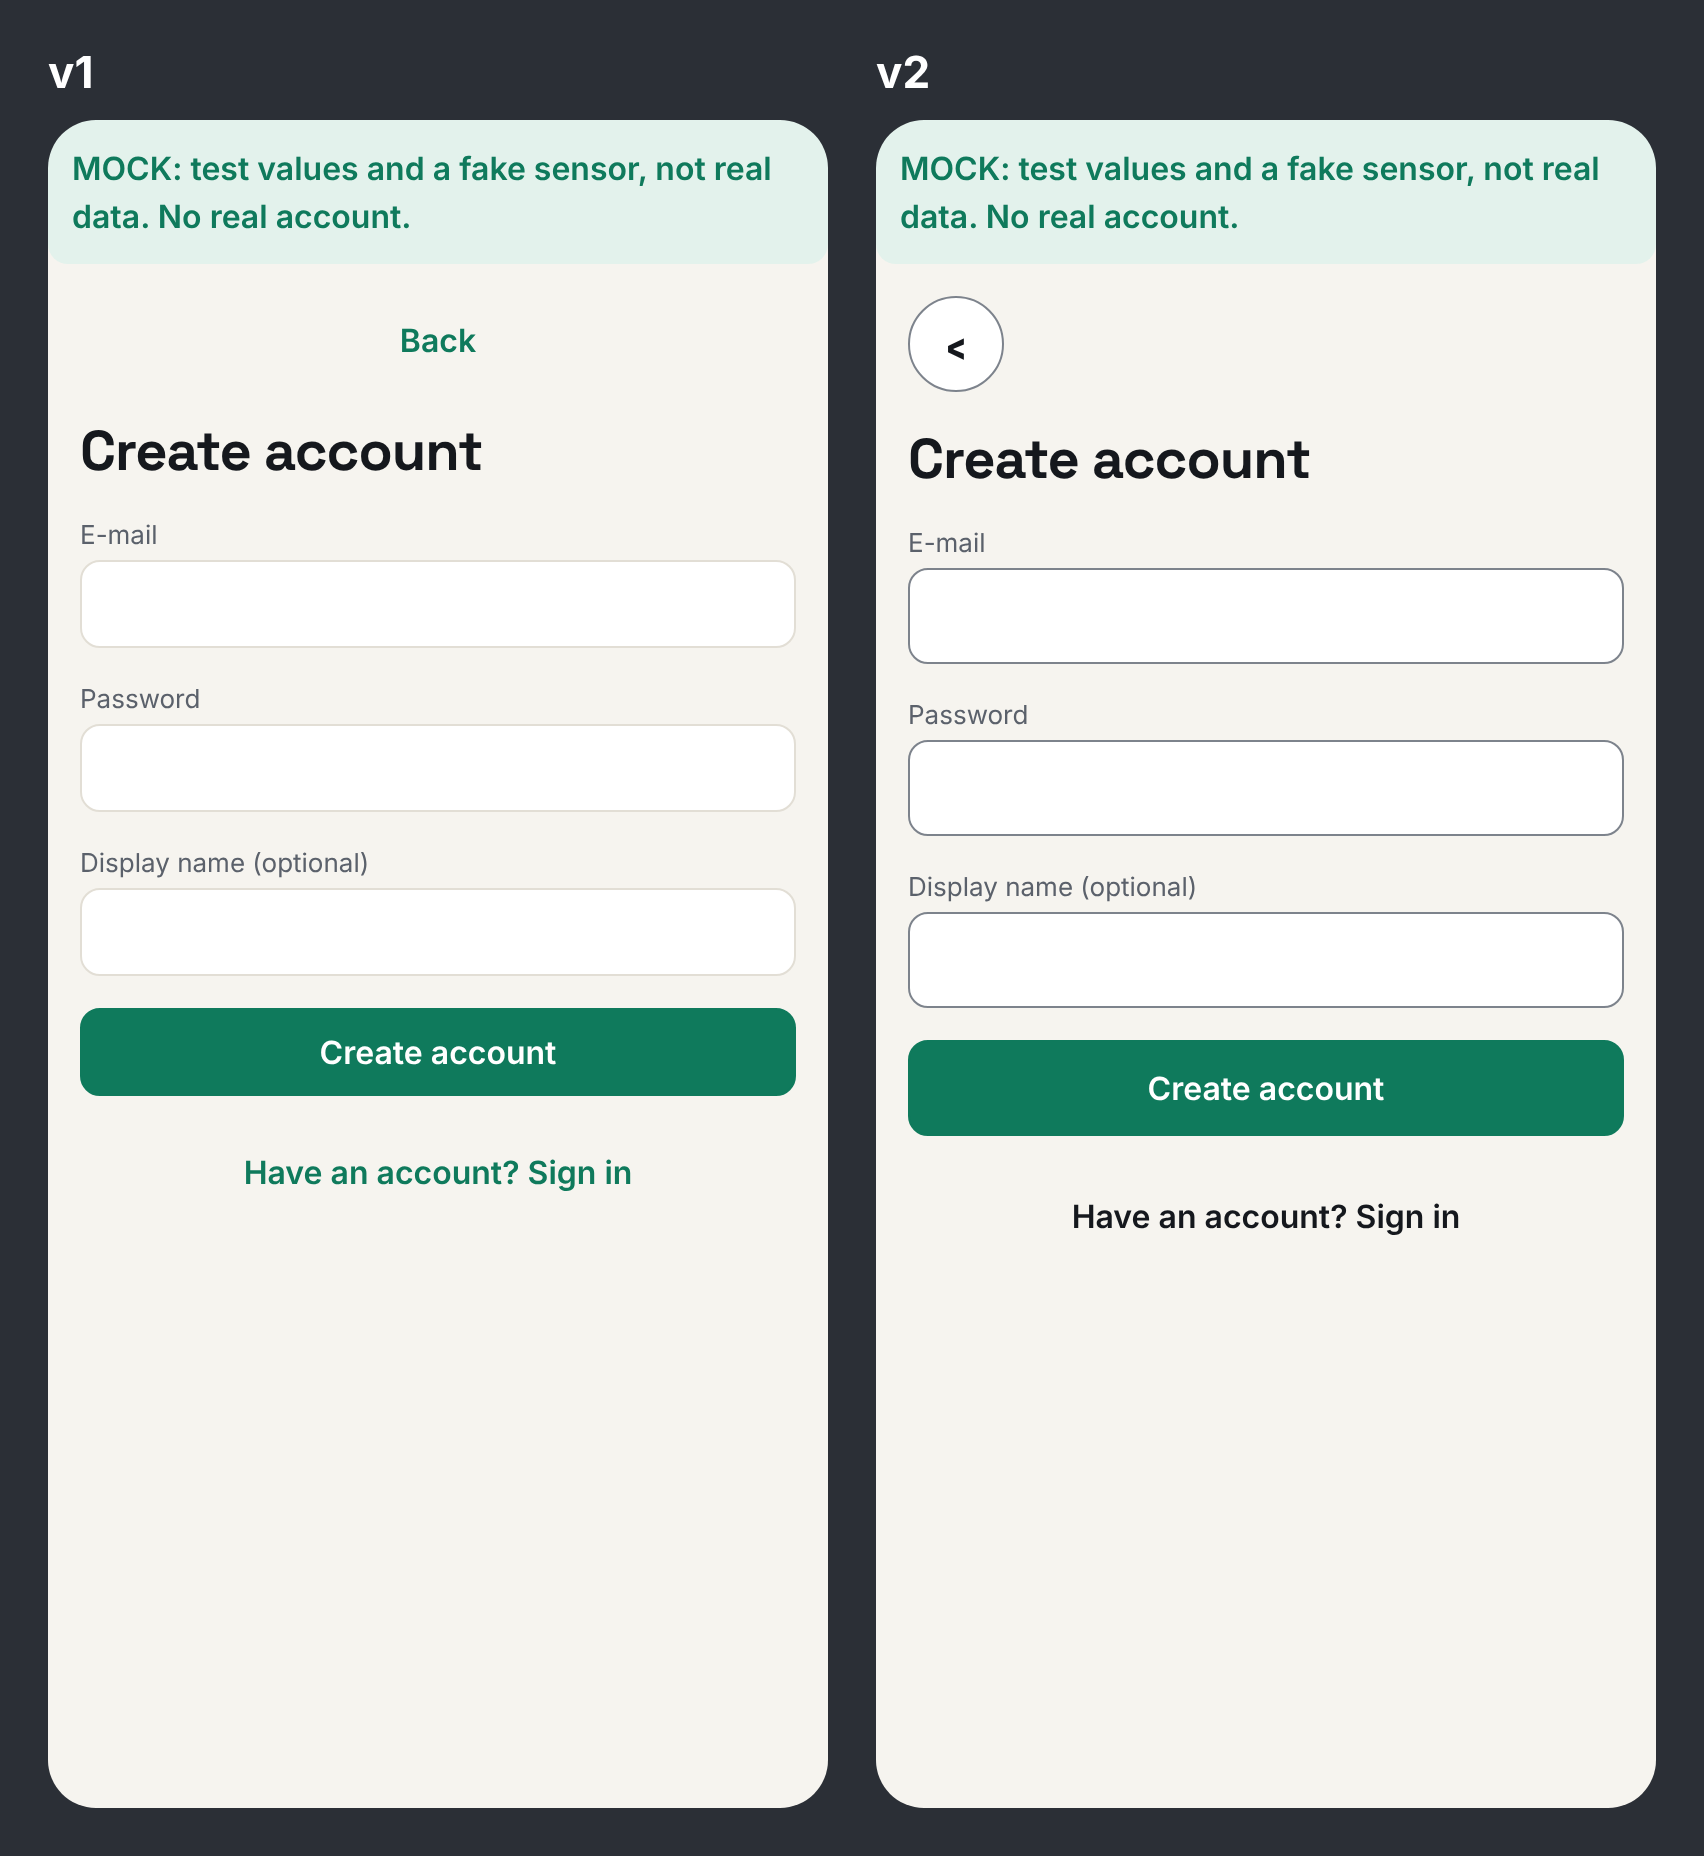 v1
MOCK: test values and a fake sensor, not real
data. No real account.
Back
Create account
E-mail
Password
Display name (optional)
Create account
Have an account? Sign in
v2
MOCK: test values and a fake sensor, not real
data. No real account.
<
Create account
E-mail
Password
Display name (optional)
Create account
Have an account? Sign in